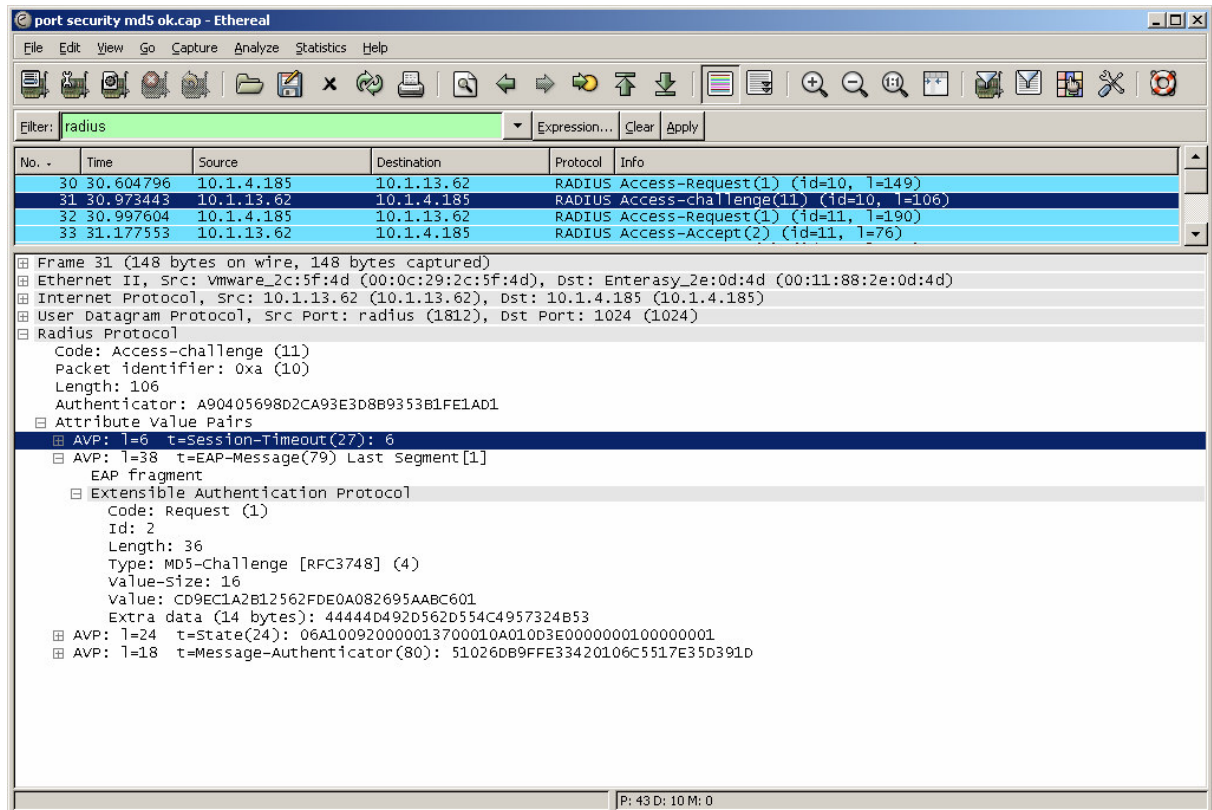 port security md5 ok.cap - Ethereal
File Edit View Go Capture Analyze Statistics Help
Filter: radius Expression... Clear Apply
No. Time Source Destination Protocol Info
30 30.604796 10.1.4.185 10.1.13.62 RADIUS Access-Request(1) (id=10, l=149)
31 30.973443 10.1.13.62 10.1.4.185 RADIUS Access-challenge(11) (id=10, l=106)
32 30.997604 10.1.4.185 10.1.13.62 RADIUS Access-Request(1) (id=11, l=190)
33 31.177553 10.1.13.62 10.1.4.185 RADIUS Access-Accept(2) (id=11, l=76)
Frame 31 (148 bytes on wire, 148 bytes captured)
Ethernet II, Src: Vmware_2c:5f:4d (00:0c:29:2c:5f:4d), Dst: Enterasy_2e:0d:4d (00:11:88:2e:0d:4d)
Internet Protocol, Src: 10.1.13.62 (10.1.13.62), Dst: 10.1.4.185 (10.1.4.185)
User Datagram Protocol, Src Port: radius (1812), Dst Port: 1024 (1024)
Radius Protocol
Code: Access-challenge (11)
Packet identifier: 0xa (10)
Length: 106
Authenticator: A90405698D2CA93E3D8B9353B1FE1AD1
Attribute Value Pairs
AVP: l=6 t=Session-Timeout(27): 6
AVP: l=38 t=EAP-Message(79) Last Segment[1]
EAP fragment
Extensible Authentication Protocol
Code: Request (1)
Id: 2
Length: 36
Type: MD5-Challenge [RFC3748] (4)
Value-Size: 16
Value: CD9EC1A2B12562FDE0A082695AABC601
Extra data (14 bytes): 44444D492D562D554C4957324B53
AVP: l=24 t=State(24): 06A100920000013700010A010D3E0000000100000001
AVP: l=18 t=Message-Authenticator(80): 51026DB9FFE33420106C5517E35D391D
P: 43 D: 10 M: 0